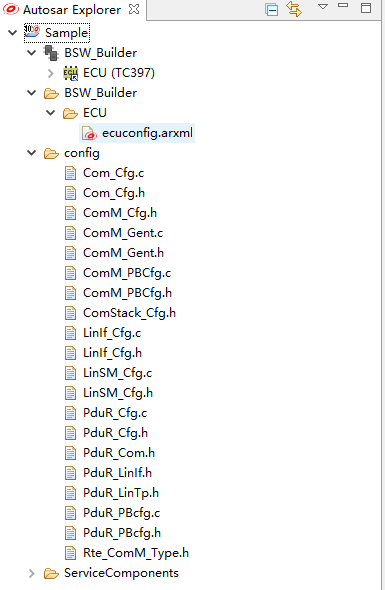 Autosar Explorer
Sample
BSW_Builder
ECU (TC397)
BSW_Builder
ECU
ecuconfig.arxml
config
Com_Cfg.c
Com_Cfg.h
ComM_Cfg.h
ComM_Gent.c
ComM_Gent.h
ComM_PBCfg.c
ComM_PBCfg.h
ComStack_Cfg.h
LinIf_Cfg.c
LinIf_Cfg.h
LinSM_Cfg.c
LinSM_Cfg.h
PduR_Cfg.c
PduR_Cfg.h
PduR_Com.h
PduR_LinIf.h
PduR_LinTp.h
PduR_PBcfg.c
PduR_PBcfg.h
Rte_ComM_Type.h
ServiceComponents